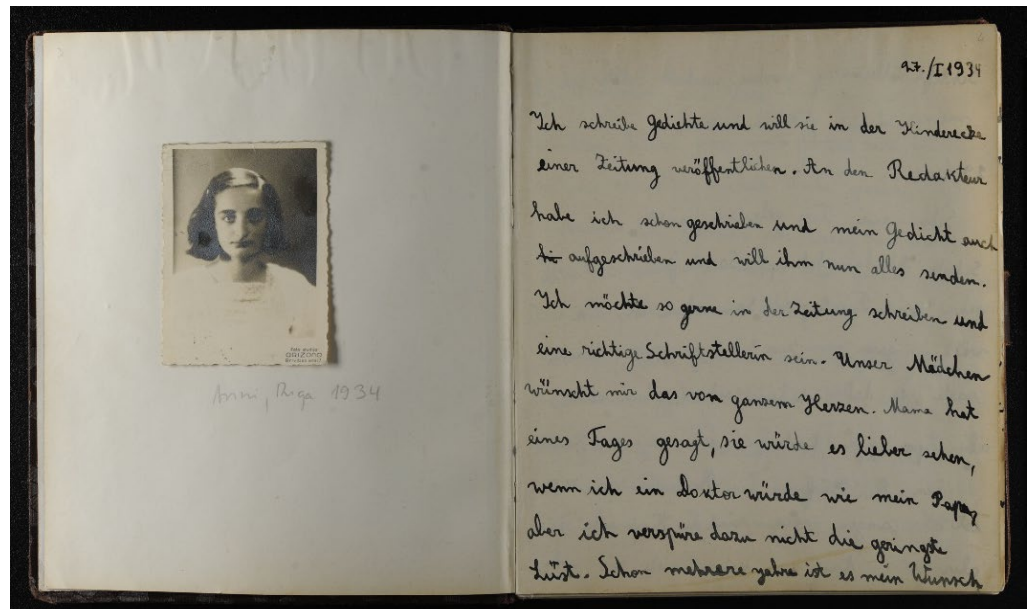 ORIZONO
Anni, Riga 1934
27./I 1934
Ich schreibe Gedichte und will sie in der Kinderecke
einer Zeitung veröffentlichen. An den Redakteur
habe ich schon geschrieben und mein Gedicht auch
aufgeschrieben und will ihm nun alles senden.
Ich möchte so gerne in der Zeitung schreiben und
eine richtige Schriftstellerin sein. Unser Mädchen
wünscht mir das von ganzem Herzen. Mama hat
eines Tages gesagt, sie würde es lieber sehen,
wenn ich ein Doktor würde wie mein Papa,
aber ich verspüre dazu nicht die geringste
Lust. Schon mehrere Jahre ist es mein Wunsch